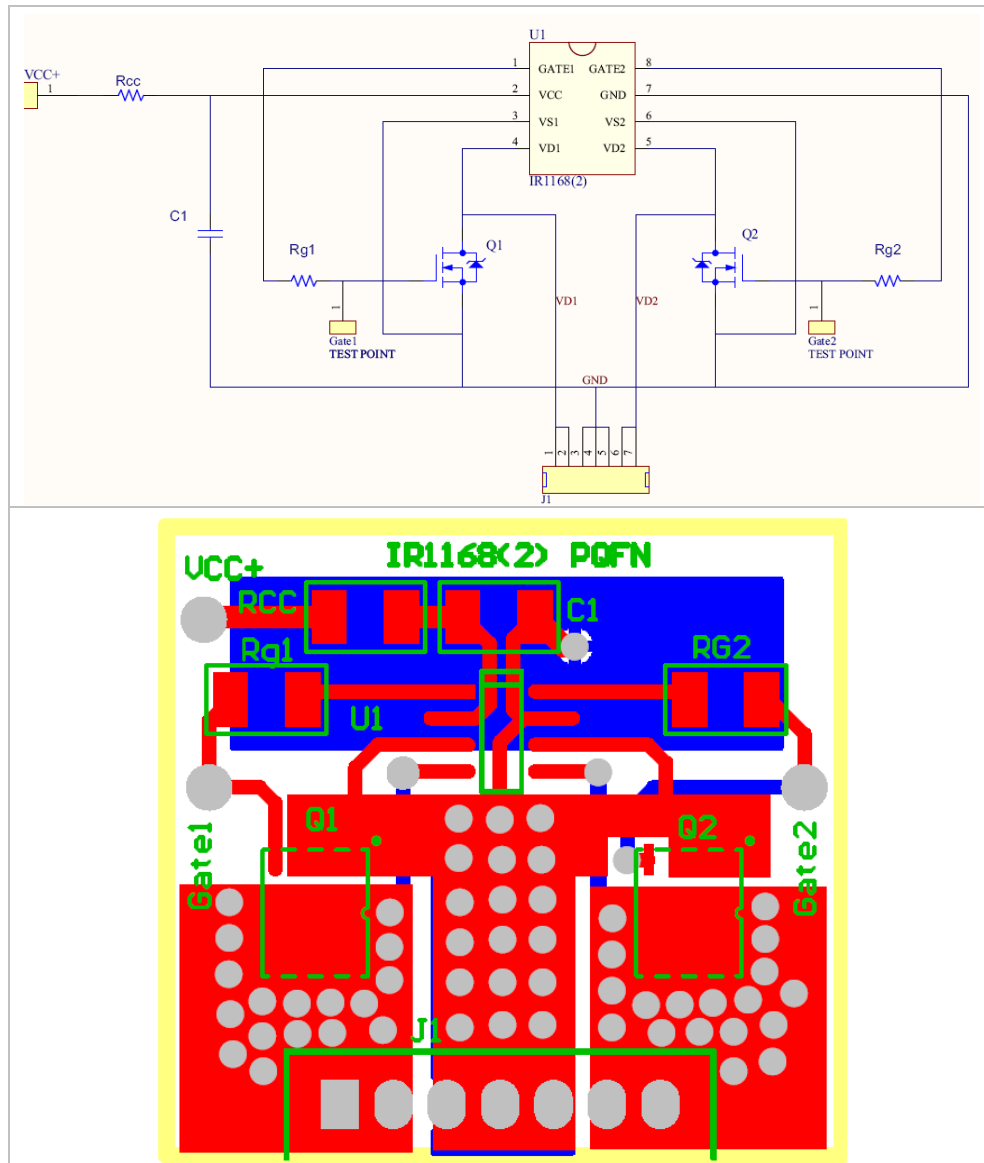 U1
VCC+
1
Rcc
1 GATE1 GATE2 8
2 VCC GND 7
3 VS1 VS2 6
4 VD1 VD2 5
IR1168(2)
C1
Rg1
Q1
Q2
Rg2
VD1
VD2
1
Gate1
TEST POINT
1
Gate2
TEST POINT
GND
1 2 3 4 5 6 7
J1
IR1168(2) PQFN
VCC+
RCC
C1
Rg1
RG2
U1
Q1
Q2
Gate1
Gate2
J1